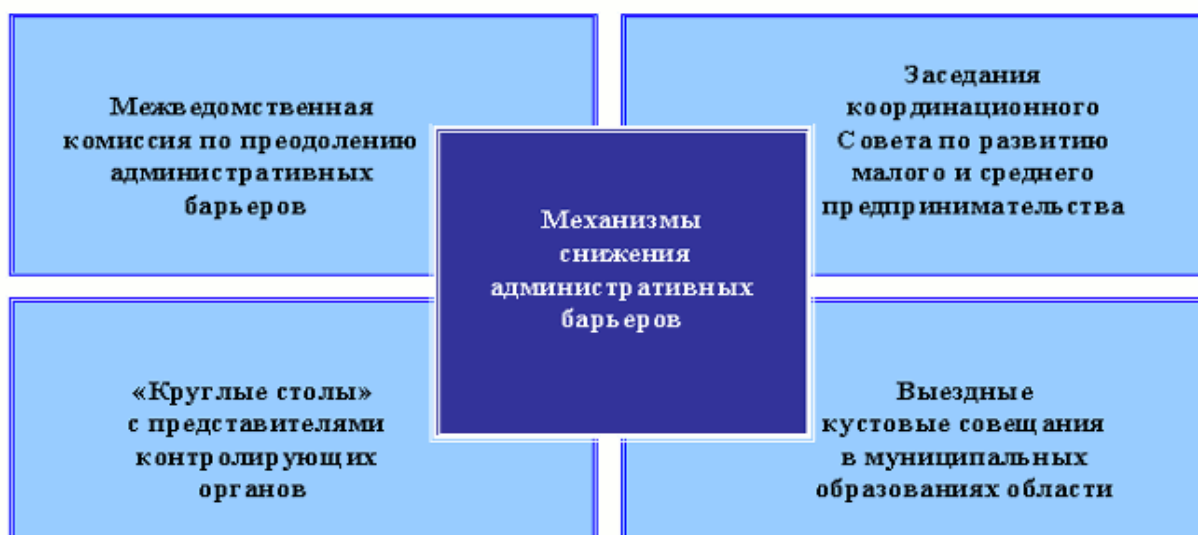 Межведомственная
комиссия по преодолению
административных
барьеров
Заседания
координационного
Совета по развитию
малого и среднего
предпринимательства
Механизмы
снижения
административных
барьеров
«Круглые столы»
с представителями
контролирующих
органов
Выездные
кустовые совещания
в муниципальных
образованиях области